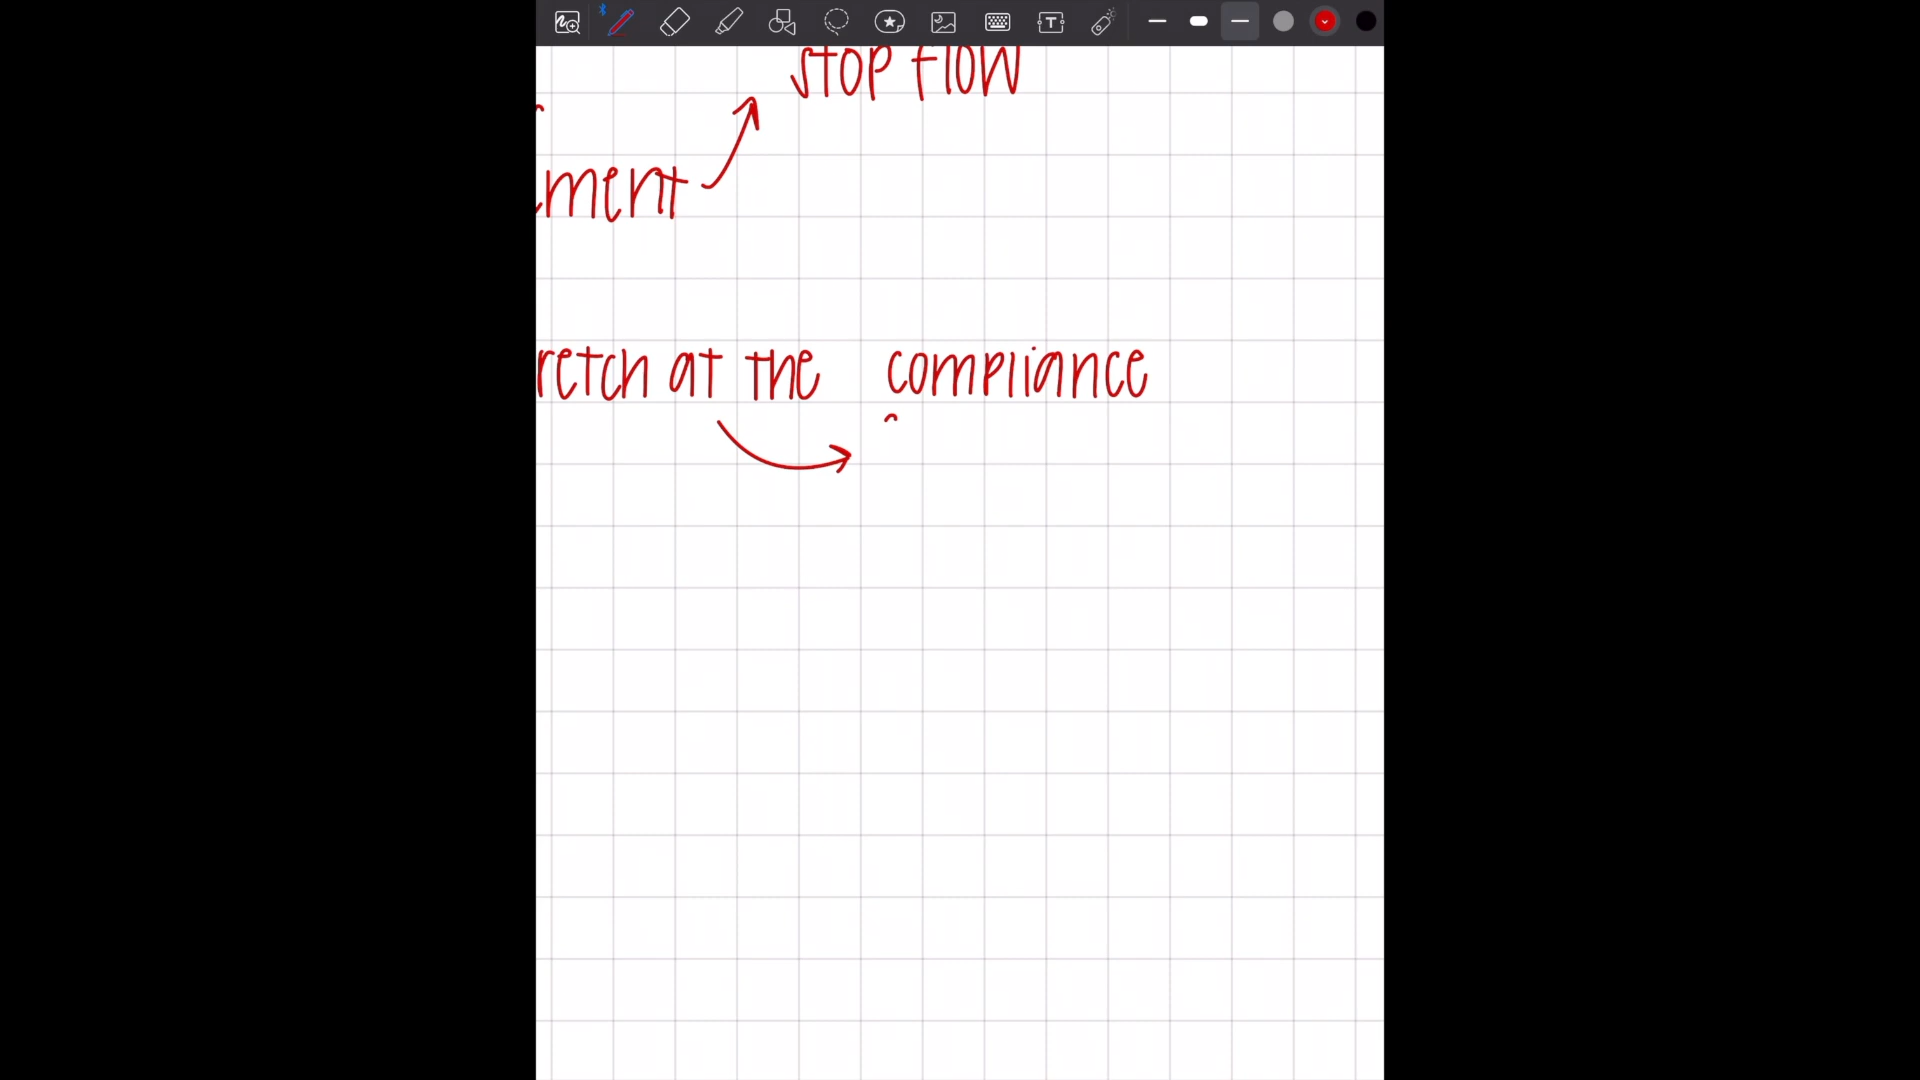 stop flow
ment
retch at the compliance